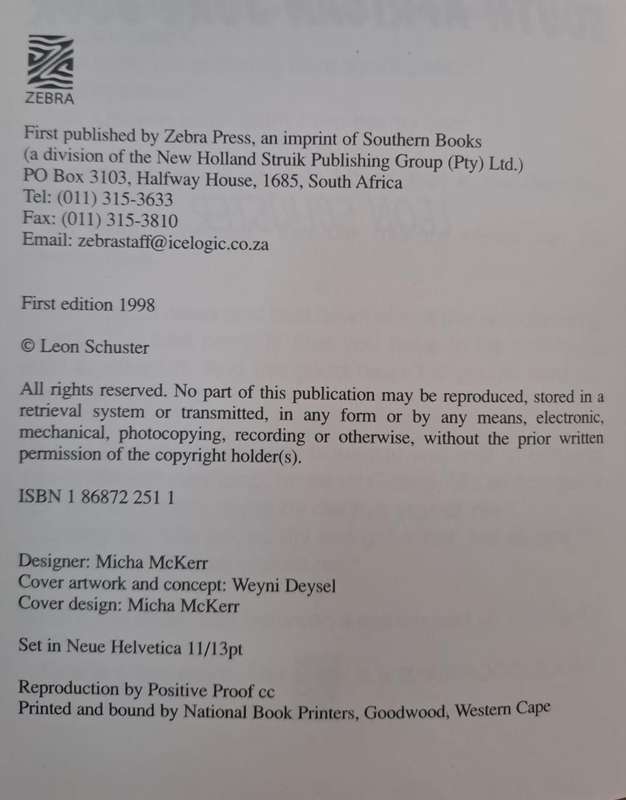 ZEBRA
First published by Zebra Press, an imprint of Southern Books
(a division of the New Holland Struik Publishing Group (Pty) Ltd.)
PO Box 3103, Halfway House, 1685, South Africa
Tel: (011) 315-3633
Fax: (011) 315-3810
Email: zebrastaff@icelogic.co.za
First edition 1998
© Leon Schuster
All rights reserved. No part of this publication may be reproduced, stored in a
retrieval system or transmitted, in any form or by any means, electronic,
mechanical, photocopying, recording or otherwise, without the prior written
permission of the copyright holder(s).
ISBN 1 86872 251 1
Designer: Micha McKerr
Cover artwork and concept: Weyni Deysel
Cover design: Micha McKerr
Set in Neue Helvetica 11/13pt
Reproduction by Positive Proof cc
Printed and bound by National Book Printers, Goodwood, Western Cape